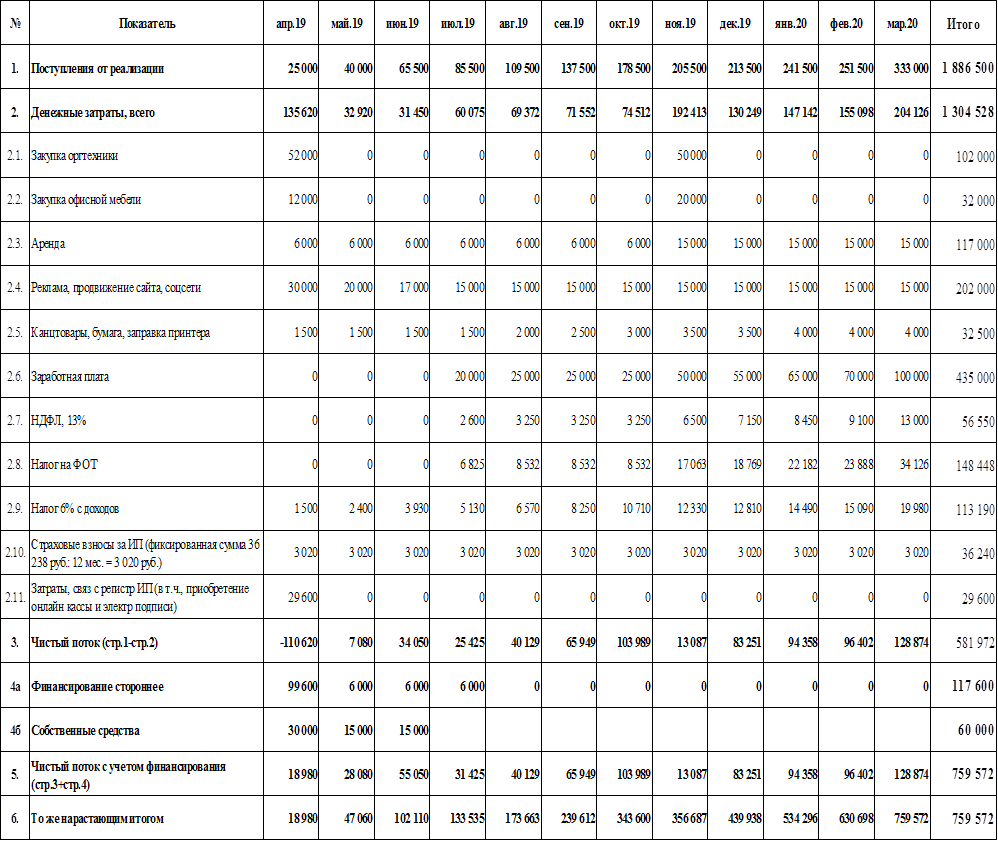 № Показатель апр.19 май.19 июн.19 июл.19 авг.19 сен.19 окт.19 ноя.19 дек.19 янв.20 фев.20 мар.20 Итого
1. Поступления от реализации 25 000 40 000 65 500 85 500 109 500 137 500 178 500 205 500 213 500 241 500 251 500 333 000 1 886 500
2. Денежные затраты, всего 135 620 32 920 31 450 60 075 69 372 71 552 74 512 192 413 130 249 147 142 155 098 204 126 1 304 528
2.1. Закупка оргтехники 52 000 0 0 0 0 0 0 50 000 0 0 0 0 102 000
2.2. Закупка офисной мебели 12 000 0 0 0 0 0 0 20 000 0 0 0 0 32 000
2.3. Аренда 6 000 6 000 6 000 6 000 6 000 6 000 6 000 15 000 15 000 15 000 15 000 15 000 117 000
2.4. Реклама, продвижение сайта, соцсети 30 000 20 000 17 000 15 000 15 000 15 000 15 000 15 000 15 000 15 000 15 000 15 000 202 000
2.5. Канцтовары, бумага, заправка принтера 1 500 1 500 1 500 1 500 2 000 2 500 3 000 3 500 3 500 4 000 4 000 4 000 32 500
2.6. Заработная плата 0 0 0 20 000 25 000 25 000 25 000 50 000 55 000 65 000 70 000 100 000 435 000
2.7. НДФЛ, 13% 0 0 0 2 600 3 250 3 250 3 250 6 500 7 150 8 450 9 100 13 000 56 550
2.8. Налог на ФОТ 0 0 0 6 825 8 532 8 532 8 532 17 063 18 769 22 182 23 888 34 126 148 448
2.9. Налог 6% с доходов 1 500 2 400 3 930 5 130 6 570 8 250 10 710 12 330 12 810 14 490 15 090 19 980 113 190
2.10. Страховые взносы за ИП (фиксированная сумма 36
238 руб.: 12 мес. = 3 020 руб.) 3 020 3 020 3 020 3 020 3 020 3 020 3 020 3 020 3 020 3 020 3 020 3 020 36 240
2.11. Затраты, связ с регистр ИП (в т.ч., приобретение
онлайн кассы и электр подписи) 29 600 0 0 0 0 0 0 0 0 0 0 0 29 600
3. Чистый поток (стр.1-стр.2) -110 620 7 080 34 050 25 425 40 129 65 949 103 989 13 087 83 251 94 358 96 402 128 874 581 972
4а Финансирование стороннее 99 600 6 000 6 000 6 000 0 0 0 0 0 0 0 0 117 600
4б Собственные средства 30 000 15 000 15 000 60 000
5. Чистый поток с учетом финансирования
(стр.3+стр.4) 18 980 28 080 55 050 31 425 40 129 65 949 103 989 13 087 83 251 94 358 96 402 128 874 759 572
6. То же нарастающим итогом 18 980 47 060 102 110 133 535 173 663 239 612 343 600 356 687 439 938 534 296 630 698 759 572 759 572